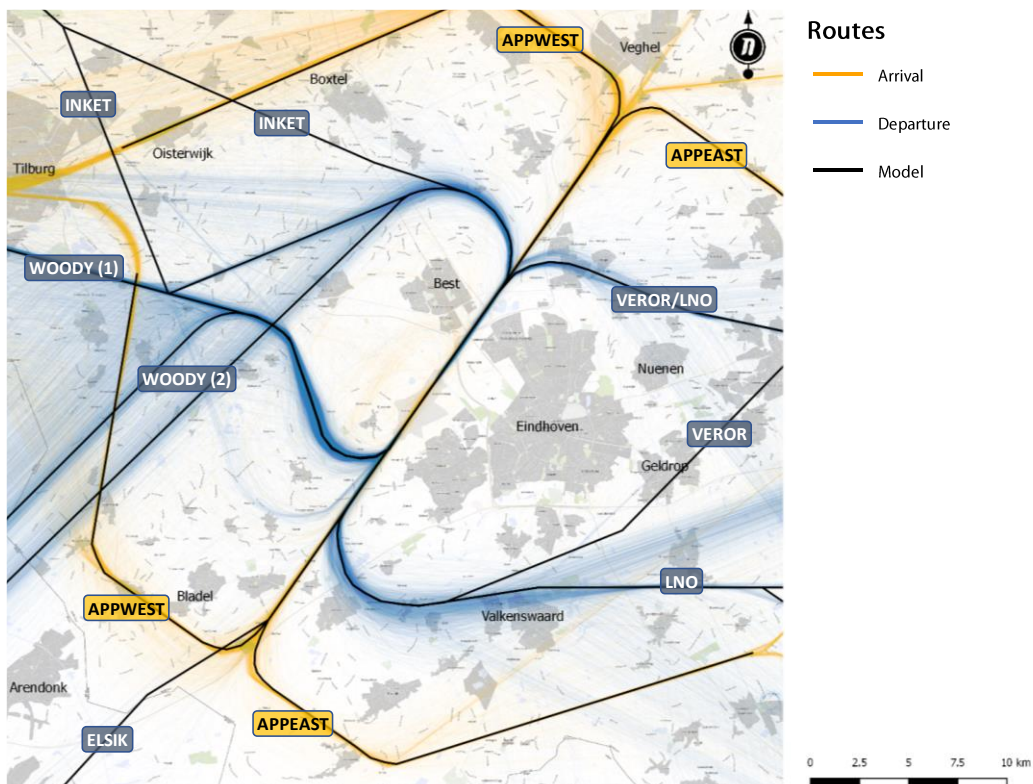 APPWEST
Veghel
Routes
Boxtel
Arrival
INKET
INKET
Departure
Oisterwijk
APPEAST
Tilburg
Model
WOODY (1)
Best
VEROR/LNO
Nuenen
WOODY (2)
Eindhoven
VEROR
Geldrop
LNO
Bladel
APPWEST
Valkenswaard
Arendonk
APPEAST
ELSIK
0 2.5 5 7.5 10 km
n